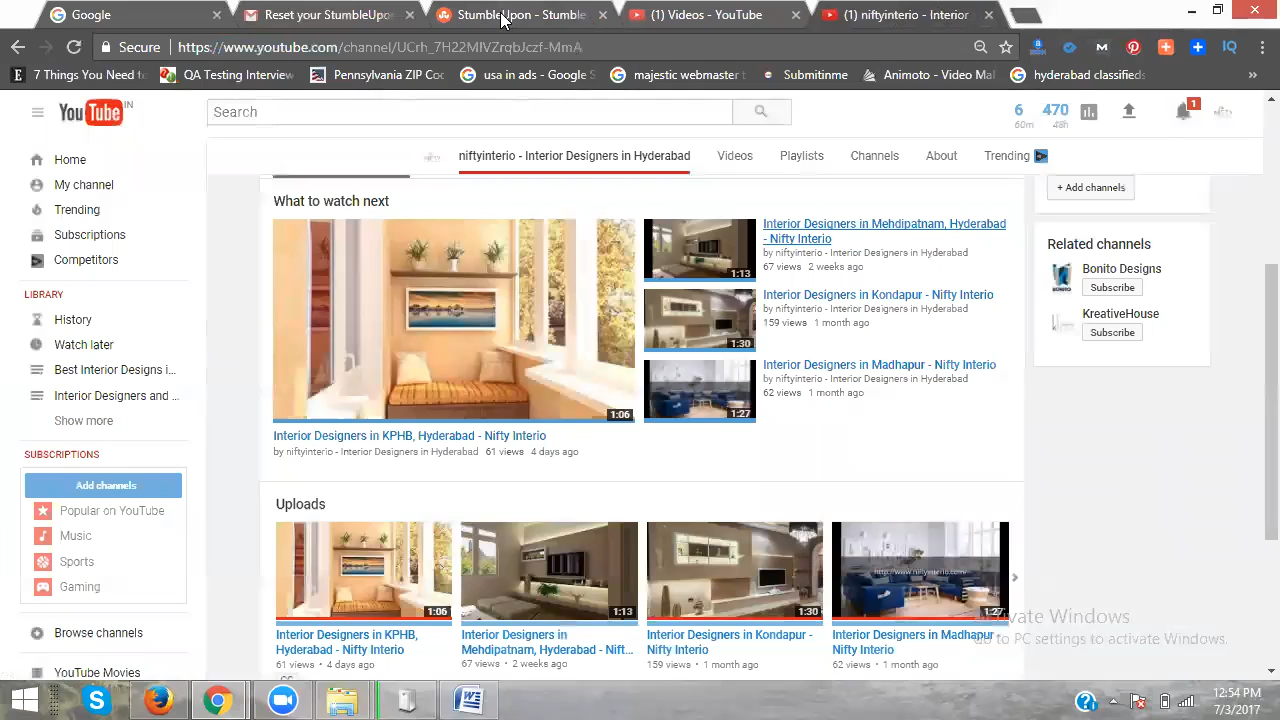 Google
Reset your StumbleUpo
StumbleUpon - Stumble
(1) Videos - YouTube
(1) niftyinterio - Interior
Secure
https://www.youtube.com/channel/UCrh_7H22MIVZrqbJczf-MmA
7 Things You Need to
QA Testing Interview
Pennsylvania ZIP Coc
usa in ads - Google S
majestic webmaster t
Submitinme
Animoto - Video Mal
hyderabad classifieds
YouTube IN
Search
6
60m
470
48h
1
niftyinterio - Interior Designers in Hyderabad
Videos
Playlists
Channels
About
Trending
Home
My channel
Trending
Subscriptions
Competitors
LIBRARY
History
Watch later
Best Interior Designs i...
Interior Designers and ...
Show more
SUBSCRIPTIONS
Add channels
Popular on YouTube
Music
Sports
Gaming
Browse channels
YouTube Movies
What to watch next
1:06
Interior Designers in KPHB, Hyderabad - Nifty Interio
by niftyinterio - Interior Designers in Hyderabad 61 views 4 days ago
1:13
Interior Designers in Mehdipatnam, Hyderabad
- Nifty Interio
by niftyinterio - Interior Designers in Hyderabad
67 views 2 weeks ago
1:30
Interior Designers in Kondapur - Nifty Interio
by niftyinterio - Interior Designers in Hyderabad
159 views 1 month ago
1:27
Interior Designers in Madhapur - Nifty Interio
by niftyinterio - Interior Designers in Hyderabad
62 views 1 month ago
+ Add channels
Related channels
Bonito Designs
Subscribe
KreativeHouse
Subscribe
Uploads
1:06
Interior Designers in KPHB,
Hyderabad - Nifty Interio
61 views • 4 days ago
1:13
Interior Designers in
Mehdipatnam, Hyderabad - Nift...
67 views • 2 weeks ago
1:30
Interior Designers in Kondapur -
Nifty Interio
159 views • 1 month ago
http://www.niftyinterio.com/
1:27
Interior Designers in Madhapur -
Nifty Interio
62 views • 1 month ago
Activate Windows
Go to PC settings to activate Windows.
12:54 PM
7/3/2017